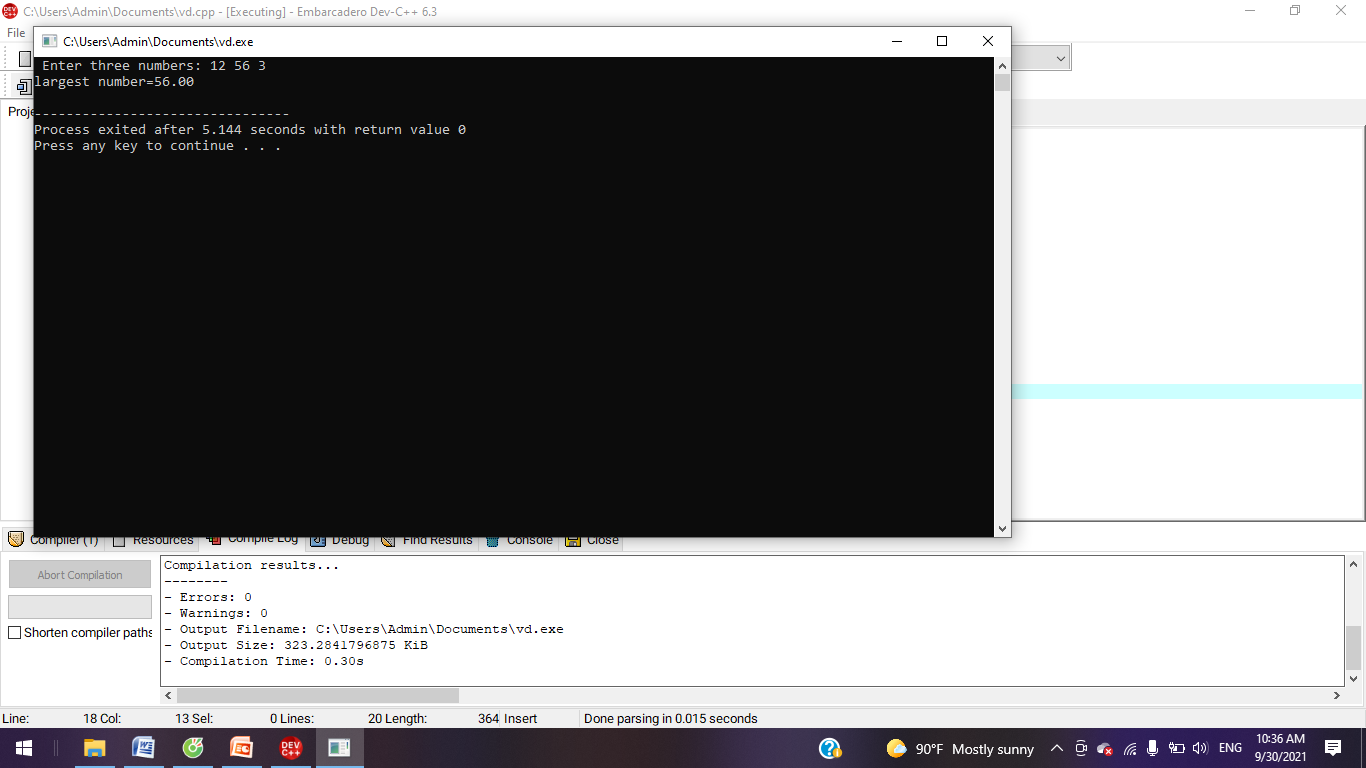 C:\Users\Admin\Documents\vd.cpp - [Executing] - Embarcadero Dev-C++ 6.3
File
C:\Users\Admin\Documents\vd.exe
Enter three numbers: 12 56 3
largest number=56.00
--------------------------------
Process exited after 5.144 seconds with return value 0
Press any key to continue . . .
Compiler (1) Resources Compile Log Debug Find Results Console Close
Abort Compilation
Shorten compiler paths
Compilation results...
--------
- Errors: 0
- Warnings: 0
- Output Filename: C:\Users\Admin\Documents\vd.exe
- Output Size: 323.2841796875 KiB
- Compilation Time: 0.30s
Line: 18 Col: 13 Sel: 0 Lines: 20 Length: 364 Insert Done parsing in 0.015 seconds
DEV C++
90°F Mostly sunny
ENG
10:36 AM
9/30/2021